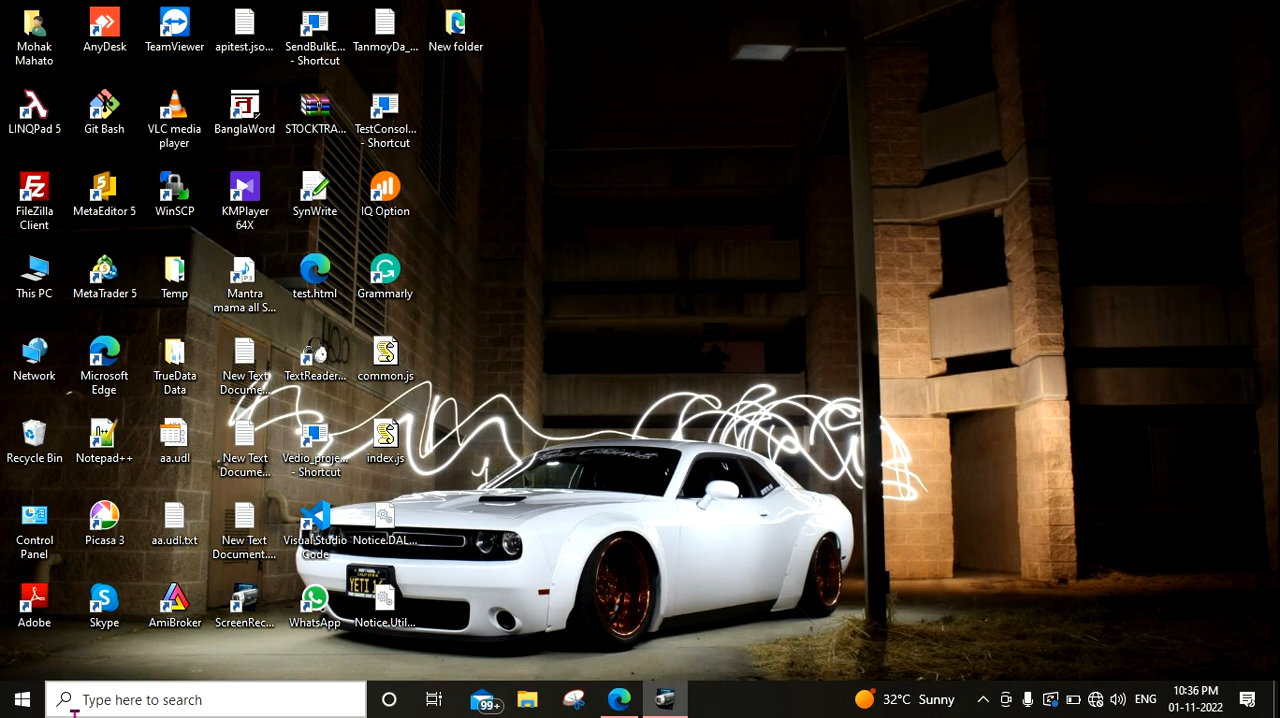 Mohak
Mahato
AnyDesk
TeamViewer
apitest.jso...
SendBulkE...
- Shortcut
TanmoyDa_...
New folder
LINQPad 5
Git Bash
VLC media
player
BanglaWord
STOCKTRA...
TestConsol...
- Shortcut
FileZilla
Client
MetaEditor 5
WinSCP
KMPlayer
64X
SynWrite
IQ Option
This PC
MetaTrader 5
Temp
Mantra
mama all S...
test.html
Grammarly
Network
Microsoft
Edge
TrueData
Data
New Text
Docume...
TextReader...
common.js
Recycle Bin
Notepad++
aa.udl
New Text
Docume...
Vedio_proje...
- Shortcut
index.js
Control
Panel
Picasa 3
aa.udl.txt
New Text
Document....
Visual Studio
Code
Notice.DAL...
Adobe
Skype
AmiBroker
ScreenRec...
WhatsApp
Notice.Util...
Type here to search
99+
32°C Sunny
ENG
10:36 PM
01-11-2022